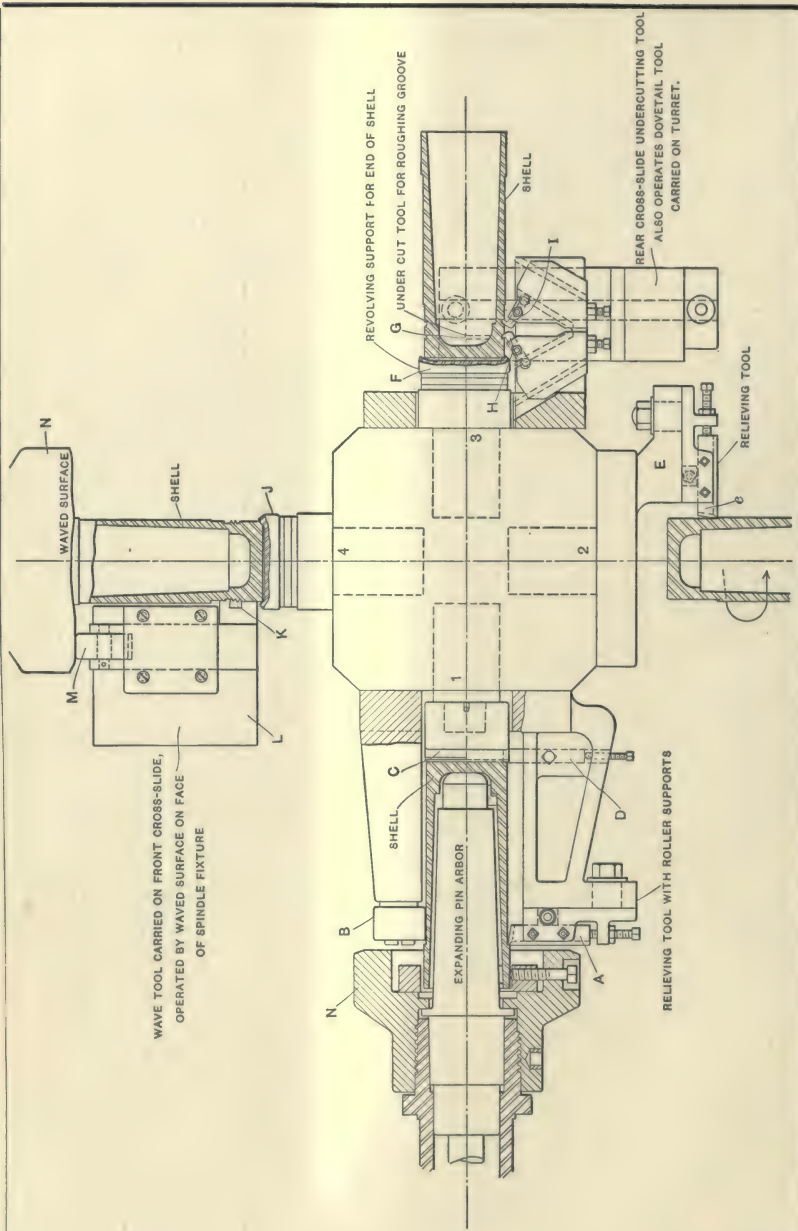 WAVED SURFACE
N
SHELL
J
M
K
L
WAVE TOOL CARRIED ON FRONT CROSS-SLIDE,
OPERATED BY WAVED SURFACE ON FACE
OF SPINDLE FIXTURE
REVOLVING SUPPORT FOR END OF SHELL
UNDER CUT TOOL FOR ROUGHING GROOVE
F
G
SHELL
H
I
REAR CROSS-SLIDE UNDERCUTTING TOOL
ALSO OPERATES DOVETAIL TOOL
CARRIED ON TURRET.
4
3
2
1
E
e
RELIEVING TOOL
C
SHELL
D
B
EXPANDING PIN ARBOR
N
A
RELIEVING TOOL WITH ROLLER SUPPORTS